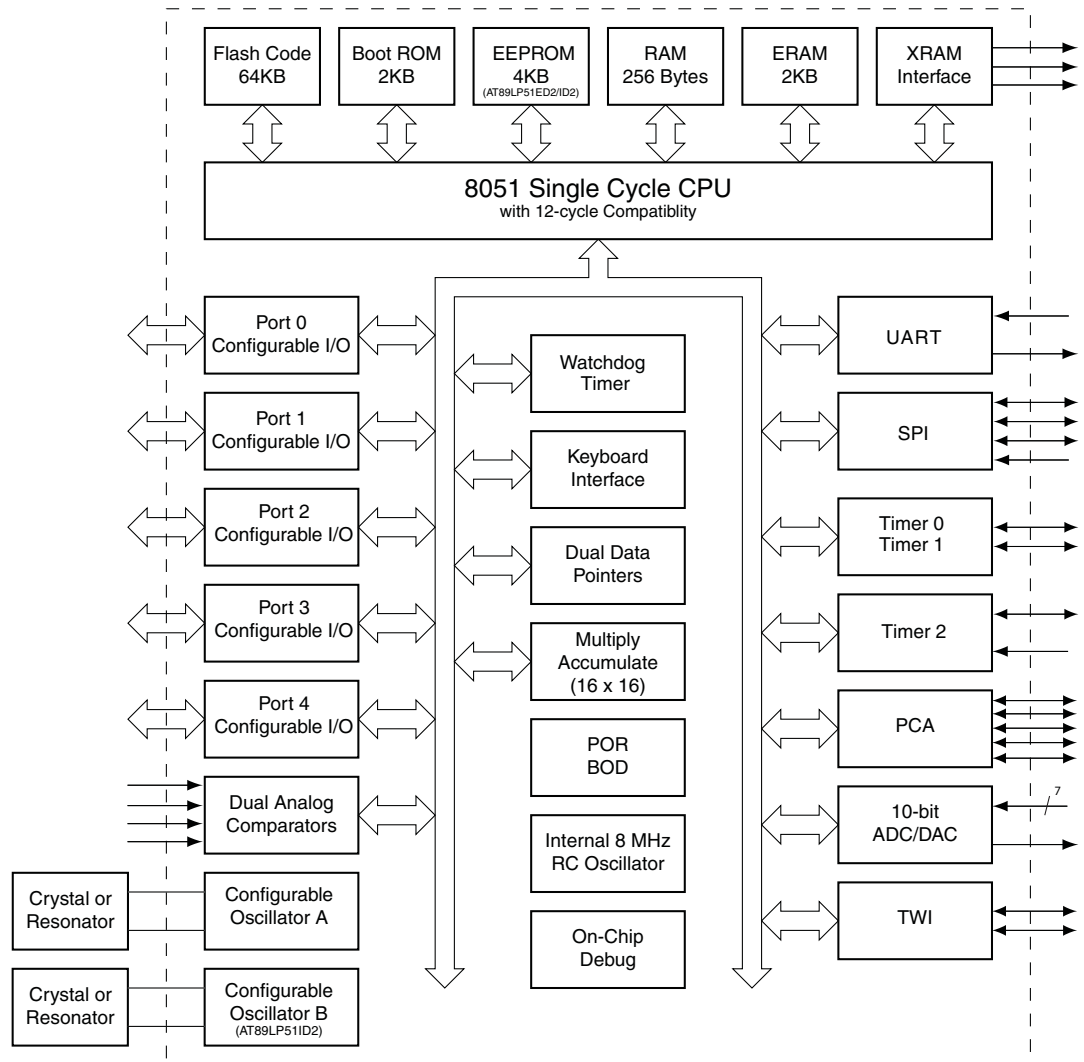 Flash Code
64KB
Boot ROM
2KB
EEPROM
4KB
(AT89LP51ED2/ID2)
RAM
256 Bytes
ERAM
2KB
XRAM
Interface
8051 Single Cycle CPU
with 12-cycle Compatiblity
Port 0
Configurable I/O
Port 1
Configurable I/O
Port 2
Configurable I/O
Port 3
Configurable I/O
Port 4
Configurable I/O
Dual Analog
Comparators
Crystal or
Resonator
Configurable
Oscillator A
Crystal or
Resonator
Configurable
Oscillator B
(AT89LP51ID2)
Watchdog
Timer
Keyboard
Interface
Dual Data
Pointers
Multiply
Accumulate
(16 x 16)
POR
BOD
Internal 8 MHz
RC Oscillator
On-Chip
Debug
UART
SPI
Timer 0
Timer 1
Timer 2
PCA
10-bit
ADC/DAC
7
TWI